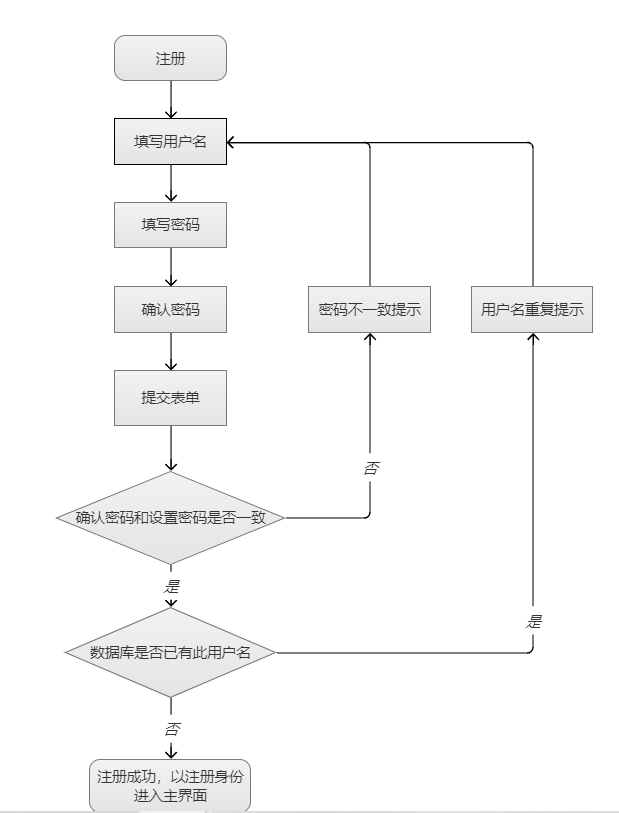 注册
填写用户名
填写密码
确认密码
密码不一致提示
用户名重复提示
提交表单
否
确认密码和设置密码是否一致
是
是
数据库是否已有此用户名
否
注册成功，以注册身份
进入主界面